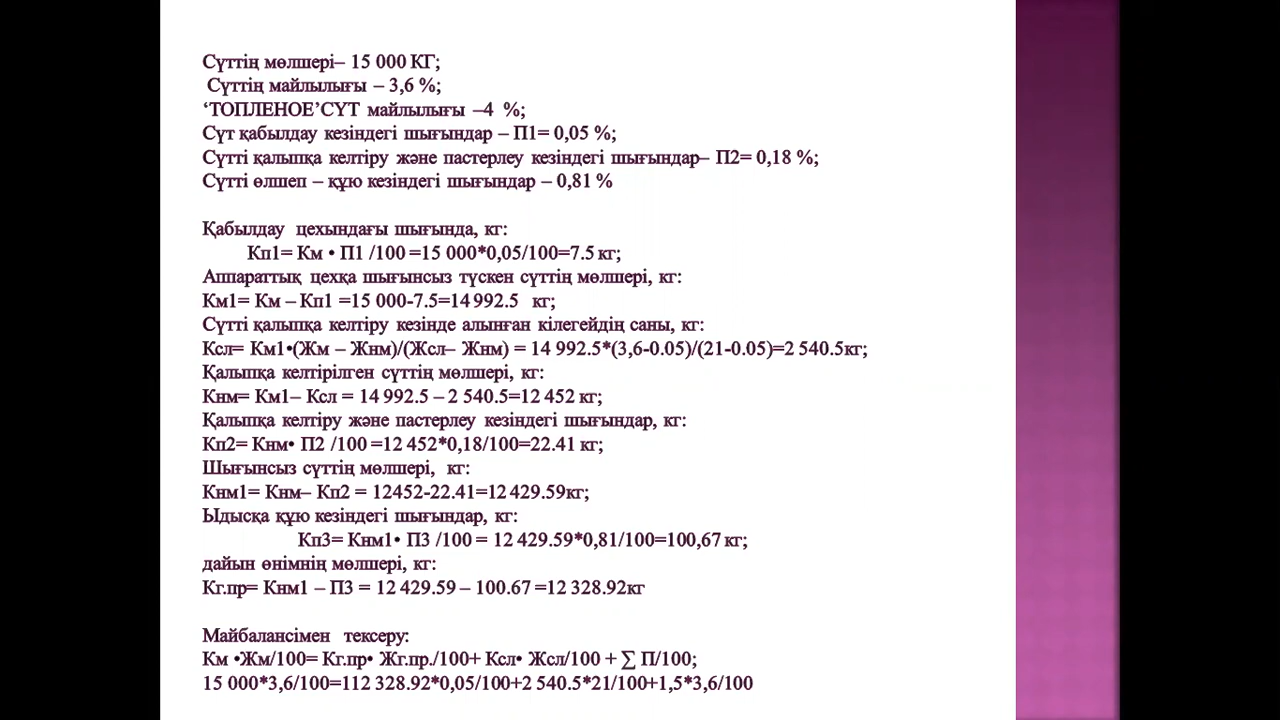 Сүттің мөлшері– 15 000 КГ;
Сүттің майлылығы – 3,6 %;
‘ТОПЛЕНОЕ’СҮТ майлылығы –4 %;
Сүт қабылдау кезіндегі шығындар – П1= 0,05 %;
Сүтті қалыпқа келтіру және пастерлеу кезіндегі шығындар– П2= 0,18 %;
Сүтті өлшеп – құю кезіндегі шығындар – 0,81 %
Қабылдау цехындағы шығында, кг:
Кп1= Км • П1 /100 =15 000*0,05/100=7.5 кг;
Аппараттық цехқа шығынсыз түскен сүттің мөлшері, кг:
Км1= Км – Кп1 =15 000-7.5=14 992.5 кг;
Сүтті қалыпқа келтіру кезінде алынған кілегейдің саны, кг:
Ксл= Км1•(Жм – Жнм)/(Жсл– Жнм) = 14 992.5*(3,6-0.05)/(21-0.05)=2 540.5кг;
Қалыпқа келтірілген сүттің мөлшері, кг:
Кнм= Км1– Ксл = 14 992.5 – 2 540.5=12 452 кг;
Қалыпқа келтіру және пастерлеу кезіндегі шығындар, кг:
Кп2= Кнм• П2 /100 =12 452*0,18/100=22.41 кг;
Шығынсыз сүттің мөлшері, кг:
Кнм1= Кнм– Кп2 = 12452-22.41=12 429.59кг;
Ыдысқа құю кезіндегі шығындар, кг:
Кп3= Кнм1• П3 /100 = 12 429.59*0,81/100=100,67 кг;
дайын өнімнің мөлшері, кг:
Кг.пр= Кнм1 – П3 = 12 429.59 – 100.67 =12 328.92кг
Майбалансімен тексеру:
Км •Жм/100= Кг.пр• Жг.пр./100+ Ксл• Жсл/100 + ∑ П/100;
15 000*3,6/100=112 328.92*0,05/100+2 540.5*21/100+1,5*3,6/100